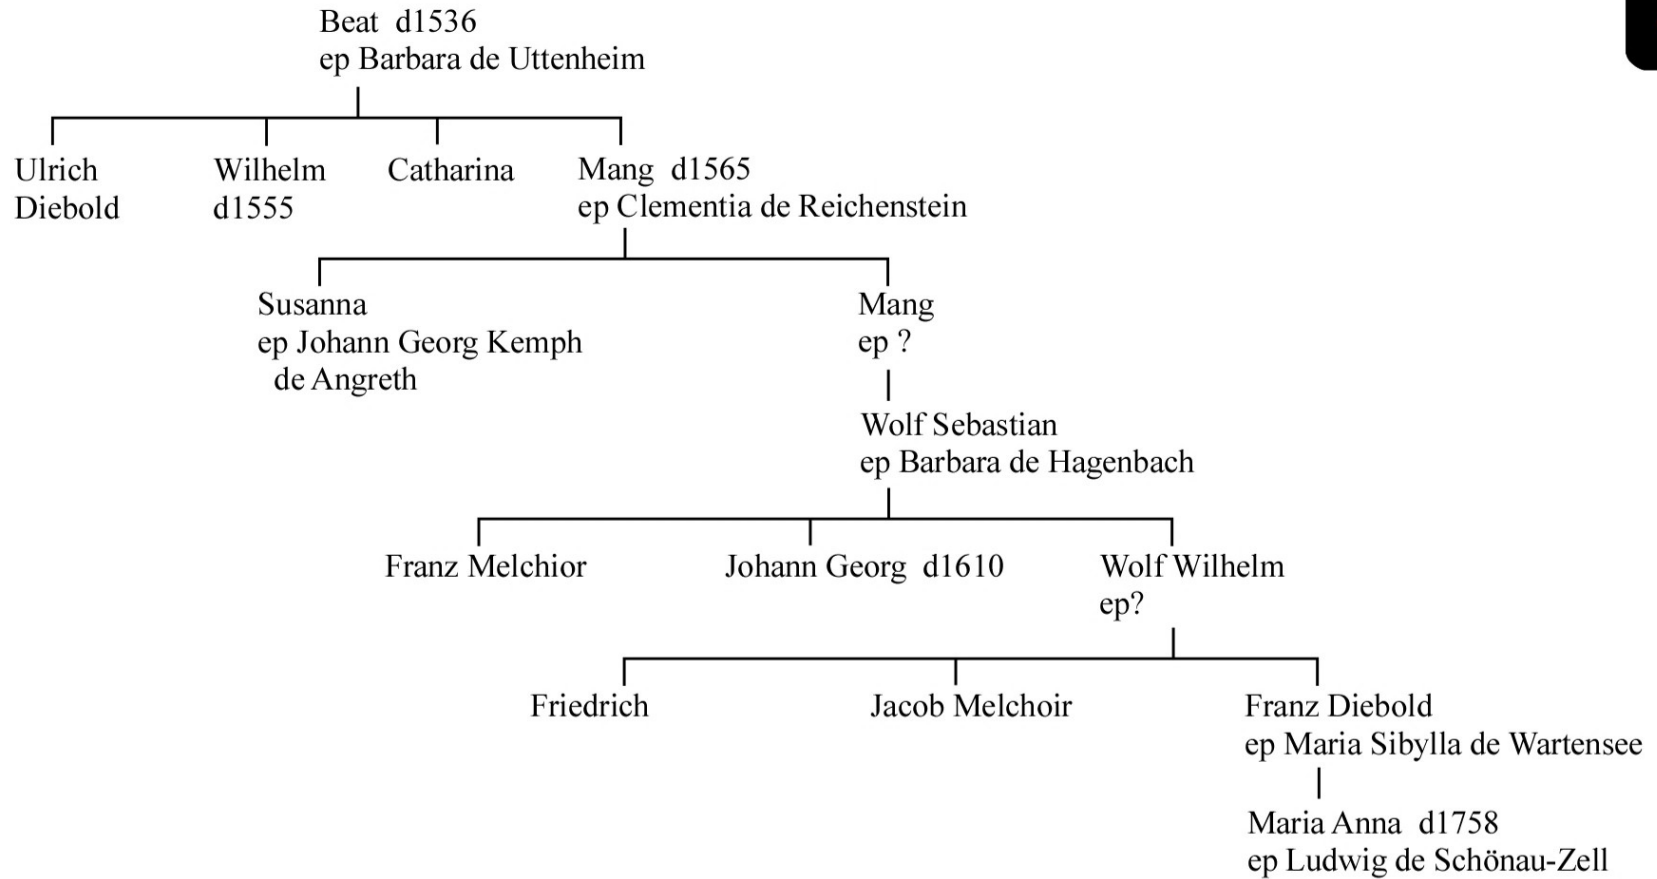 Beat d1536
ep Barbara de Uttenheim
Ulrich
Diebold
Wilhelm
d1555
Catharina
Mang d1565
ep Clementia de Reichenstein
Susanna
ep Johann Georg Kemph
de Angreth
Mang
ep ?
Wolf Sebastian
ep Barbara de Hagenbach
Franz Melchior
Johann Georg d1610
Wolf Wilhelm
ep?
Friedrich
Jacob Melchoir
Franz Diebold
ep Maria Sibylla de Wartensee
Maria Anna d1758
ep Ludwig de Schönau-Zell